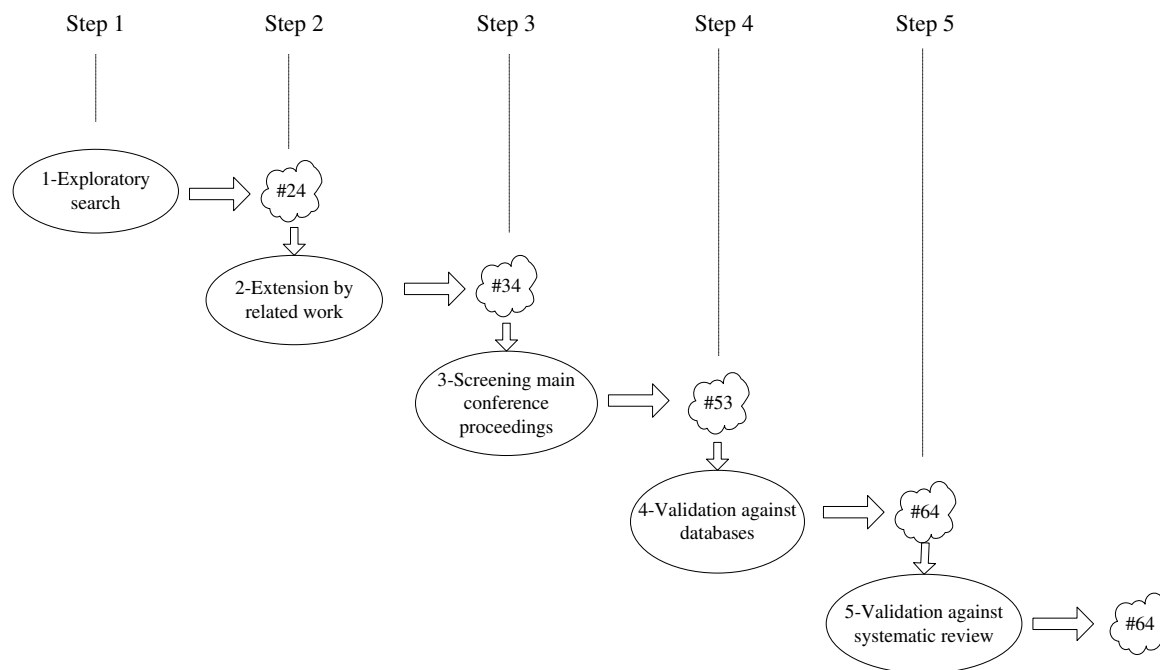 Step 1
Step 2
Step 3
Step 4
Step 5
1-Exploratory
search
#24
2-Extension by
related work
#34
3-Screening main
conference
proceedings
#53
4-Validation against
databases
#64
5-Validation against
systematic review
#64